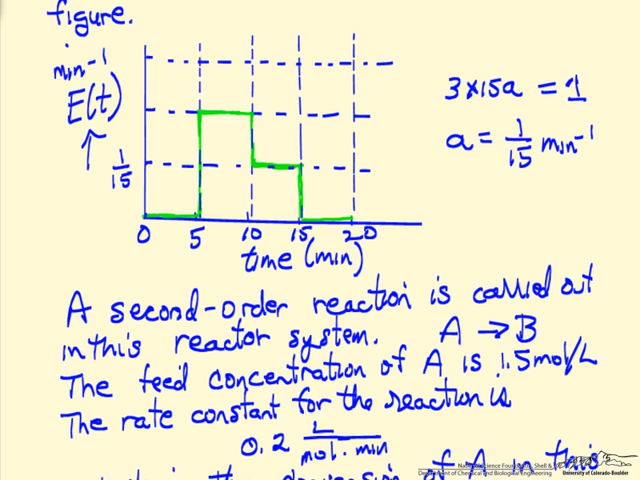 figure.
min-1
E(t)
1/15
0 5 10 15 20
time (min)
3×15a = 1
a = 1/15 min-1
A second-order reaction is carried out
in this reactor system. A → B
The feed concentration of A is 1.5 mol/L
The rate constant for the reaction is
0.2 L/mol·min
of A in this
Department of Chemical and Biological Engineering
University of Colorado-Boulder